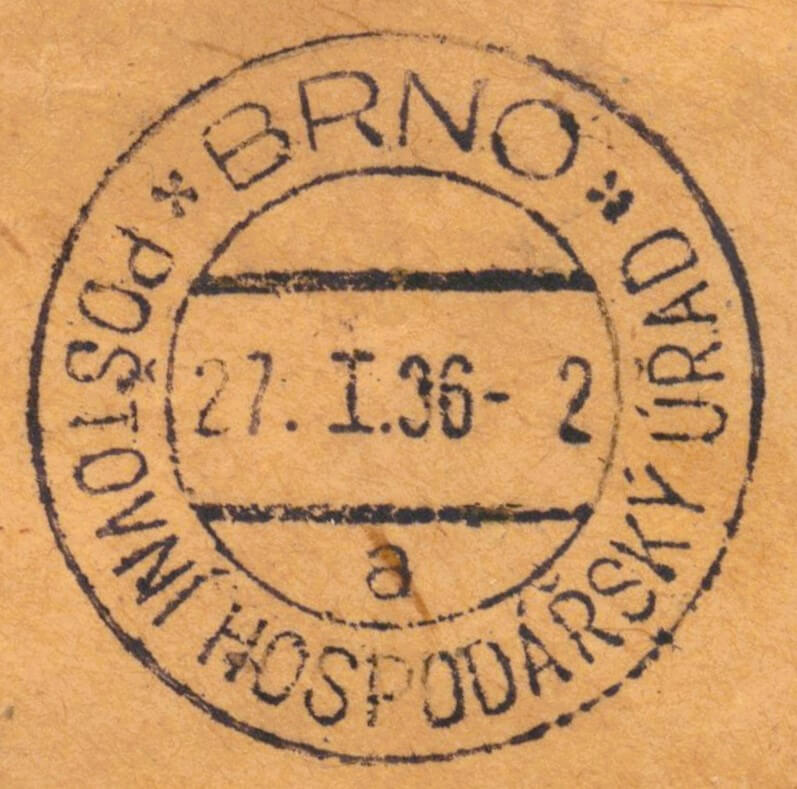 * BRNO *
27. I.36- 2
a
POŠTOVNÍ HOSPODÁŘSKÝ ÚŘAD